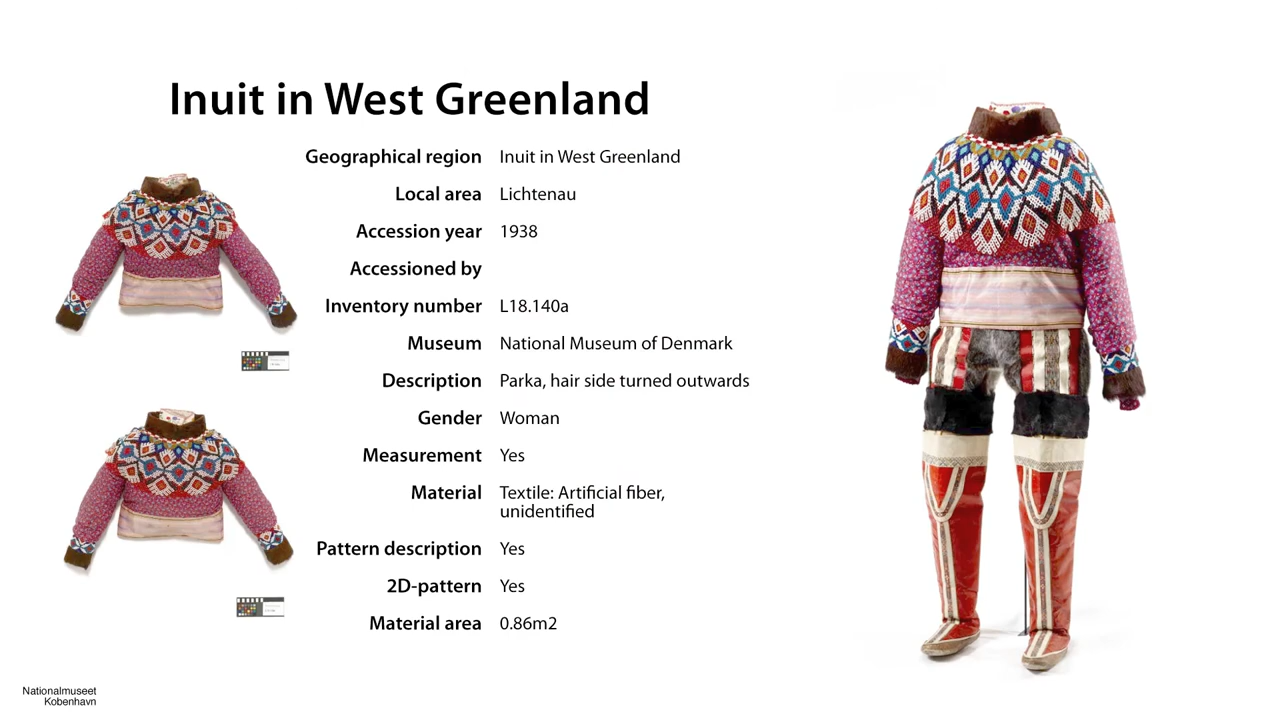 Inuit in West Greenland
Geographical region Inuit in West Greenland
Local area Lichtenau
Accession year 1938
Accessioned by
Inventory number L18.140a
Museum National Museum of Denmark
Description Parka, hair side turned outwards
Gender Woman
Measurement Yes
Material Textile: Artificial fiber,
unidentified
Pattern description Yes
2D-pattern Yes
Material area 0.86m2
Nationalmuseet
Kobenhavn